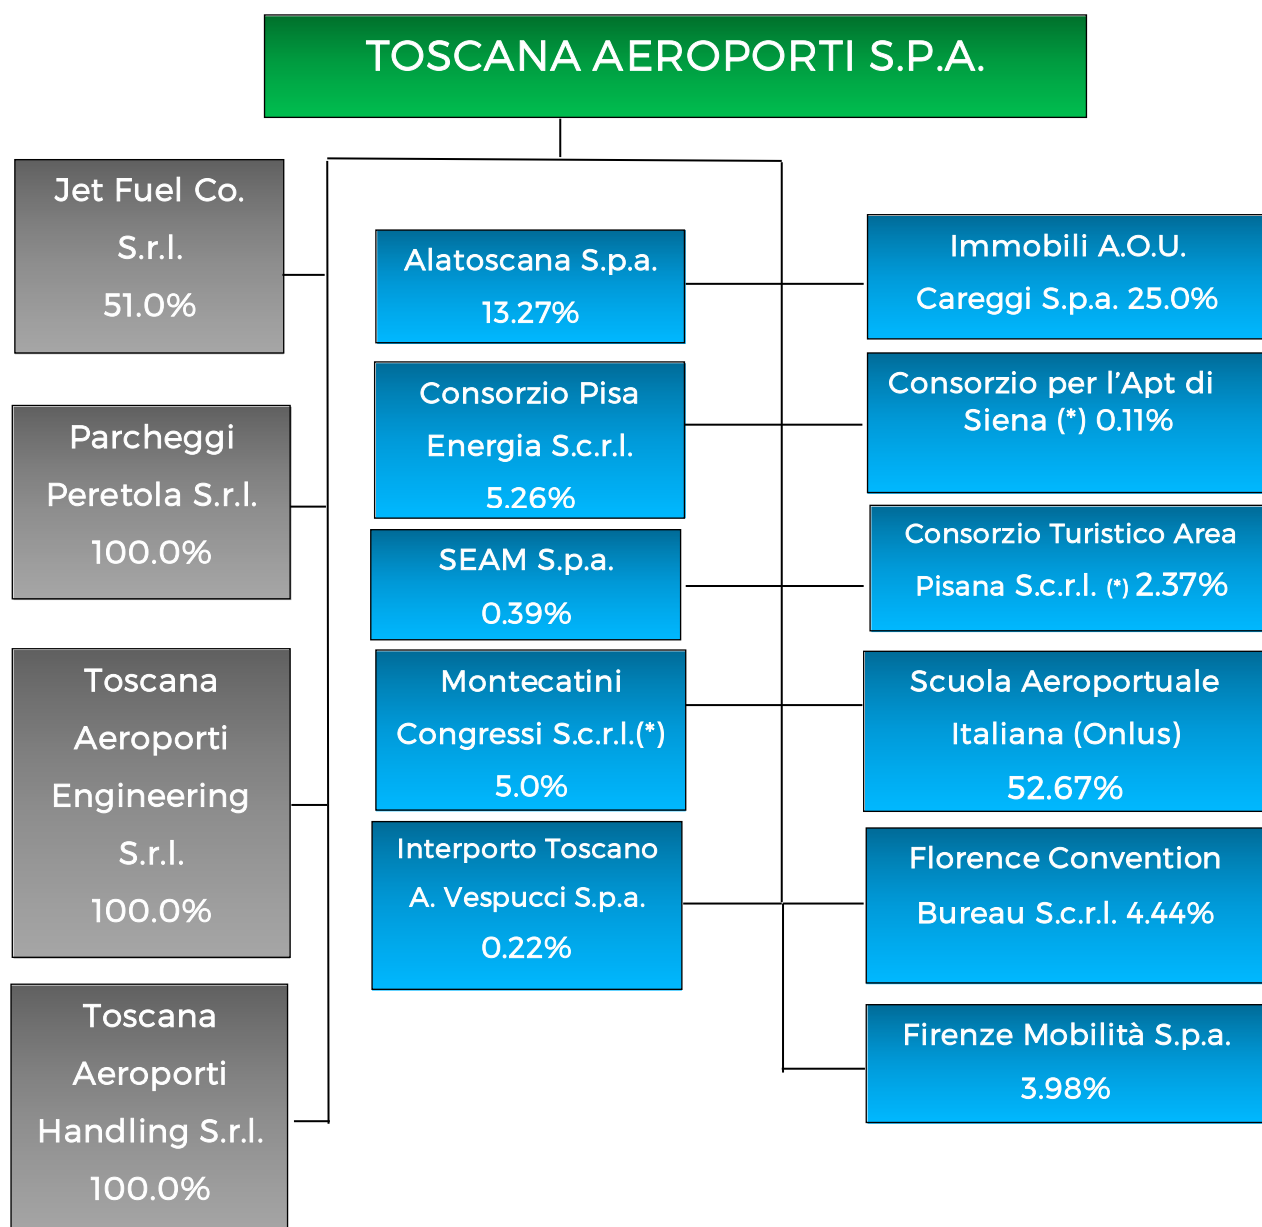 TOSCANA AEROPORTI S.P.A.
Jet Fuel Co.
S.r.l.
51.0%
Parcheggi
Peretola S.r.l.
100.0%
Toscana
Aeroporti
Engineering
S.r.l.
100.0%
Toscana
Aeroporti
Handling S.r.l.
100.0%
Alatoscana S.p.a.
13.27%
Consorzio Pisa
Energia S.c.r.l.
5.26%
SEAM S.p.a.
0.39%
Montecatini
Congressi S.c.r.l.(*)
5.0%
Interporto Toscano
A. Vespucci S.p.a.
0.22%
Immobili A.O.U.
Careggi S.p.a. 25.0%
Consorzio per l'Apt di
Siena (*) 0.11%
Consorzio Turistico Area
Pisana S.c.r.l. (*) 2.37%
Scuola Aeroportuale
Italiana (Onlus)
52.67%
Florence Convention
Bureau S.c.r.l. 4.44%
Firenze Mobilità S.p.a.
3.98%